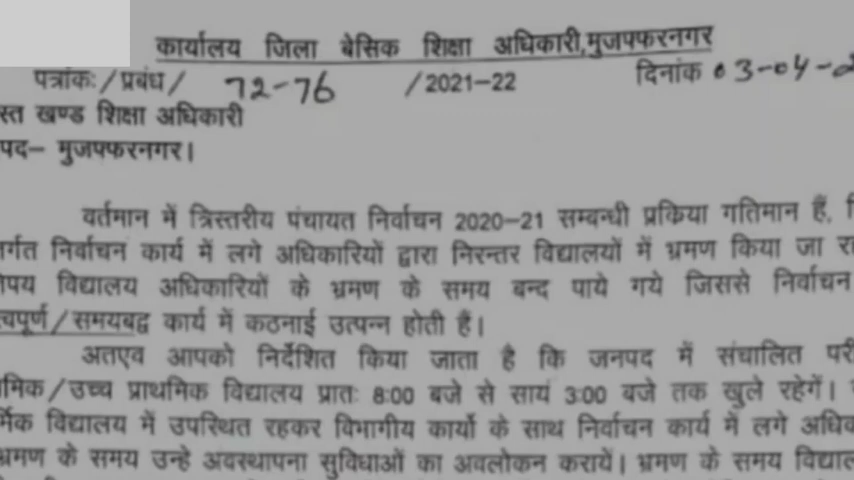 कार्यालय जिला बेसिक शिक्षा अधिकारी,मुजफ्फरनगर
पत्रांकः/प्रबंध/ 72-76 /2021-22 दिनांक 03-04-2
स्त खण्ड शिक्षा अधिकारी
पद– मुजफ्फरनगर।
वर्तमान में त्रिस्तरीय पंचायत निर्वाचन 2020-21 सम्बन्धी प्रकिया गतिमान हैं,
र्गत निर्वाचन कार्य में लगे अधिकारियों द्वारा निरन्तर विद्यालयों में भ्रमण किया जा र
पय विद्यालय अधिकारियों के भ्रमण के समय बन्द पाये गये जिससे निर्वाचन
वपूर्ण/समयबद्व कार्य में कठनाई उत्पन्न होती हैं।
अतएव आपको निर्देशित किया जाता है कि जनपद में संचालित परी
मिक/उच्च प्राथमिक विद्यालय प्रातः 8:00 बजे से सायं 3:00 बजे तक खुले रहेगें।
र्मिक विद्यालय में उपस्थित रहकर विभागीय कार्यो के साथ निर्वाचन कार्य में लगे अधिक
भ्रमण के समय उन्हे अवस्थापना सुविधाओं का अवलोकन करायें। भ्रमण के समय विद्याल